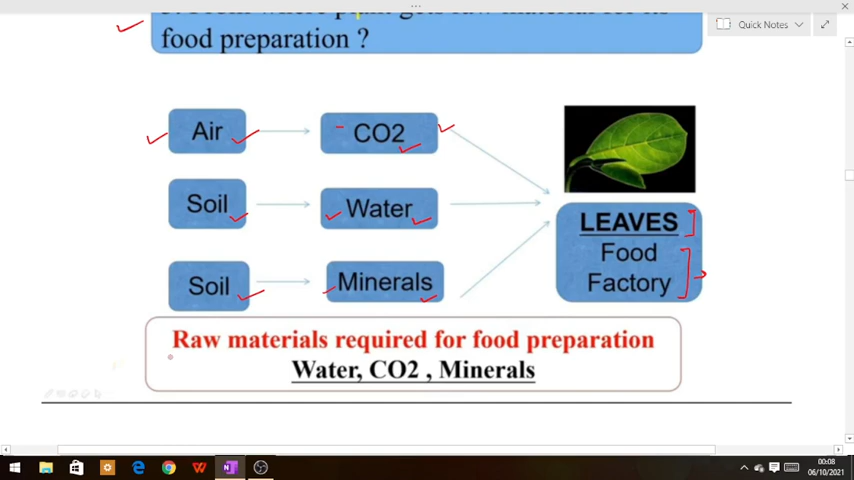 Quick Notes
food preparation ?
Air
CO2
Soil
Water
LEAVES
Food
Factory
Soil
Minerals
Raw materials required for food preparation
Water, CO2 , Minerals
00:08
06/10/2021